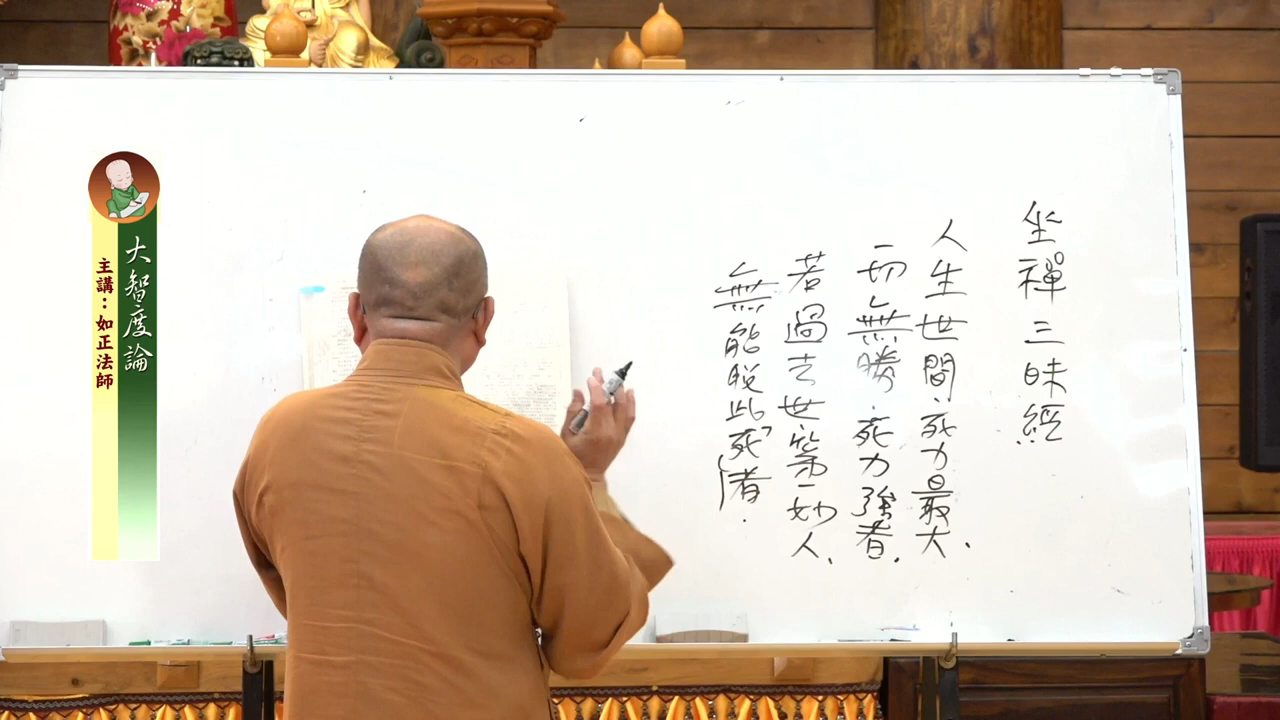 坐禪三昧經
人生世間、死力最大、
一切無勝、死力強者、
若過去世、第一妙人、
無能脫此死者、
大智度論
主講：如正法師